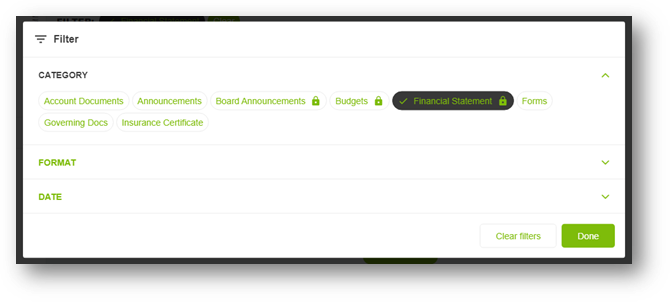 FILTER:
Filter
CATEGORY
Account Documents Announcements Board Announcements Budgets Financial Statement Forms
Governing Docs Insurance Certificate
FORMAT
DATE
Clear filters Done